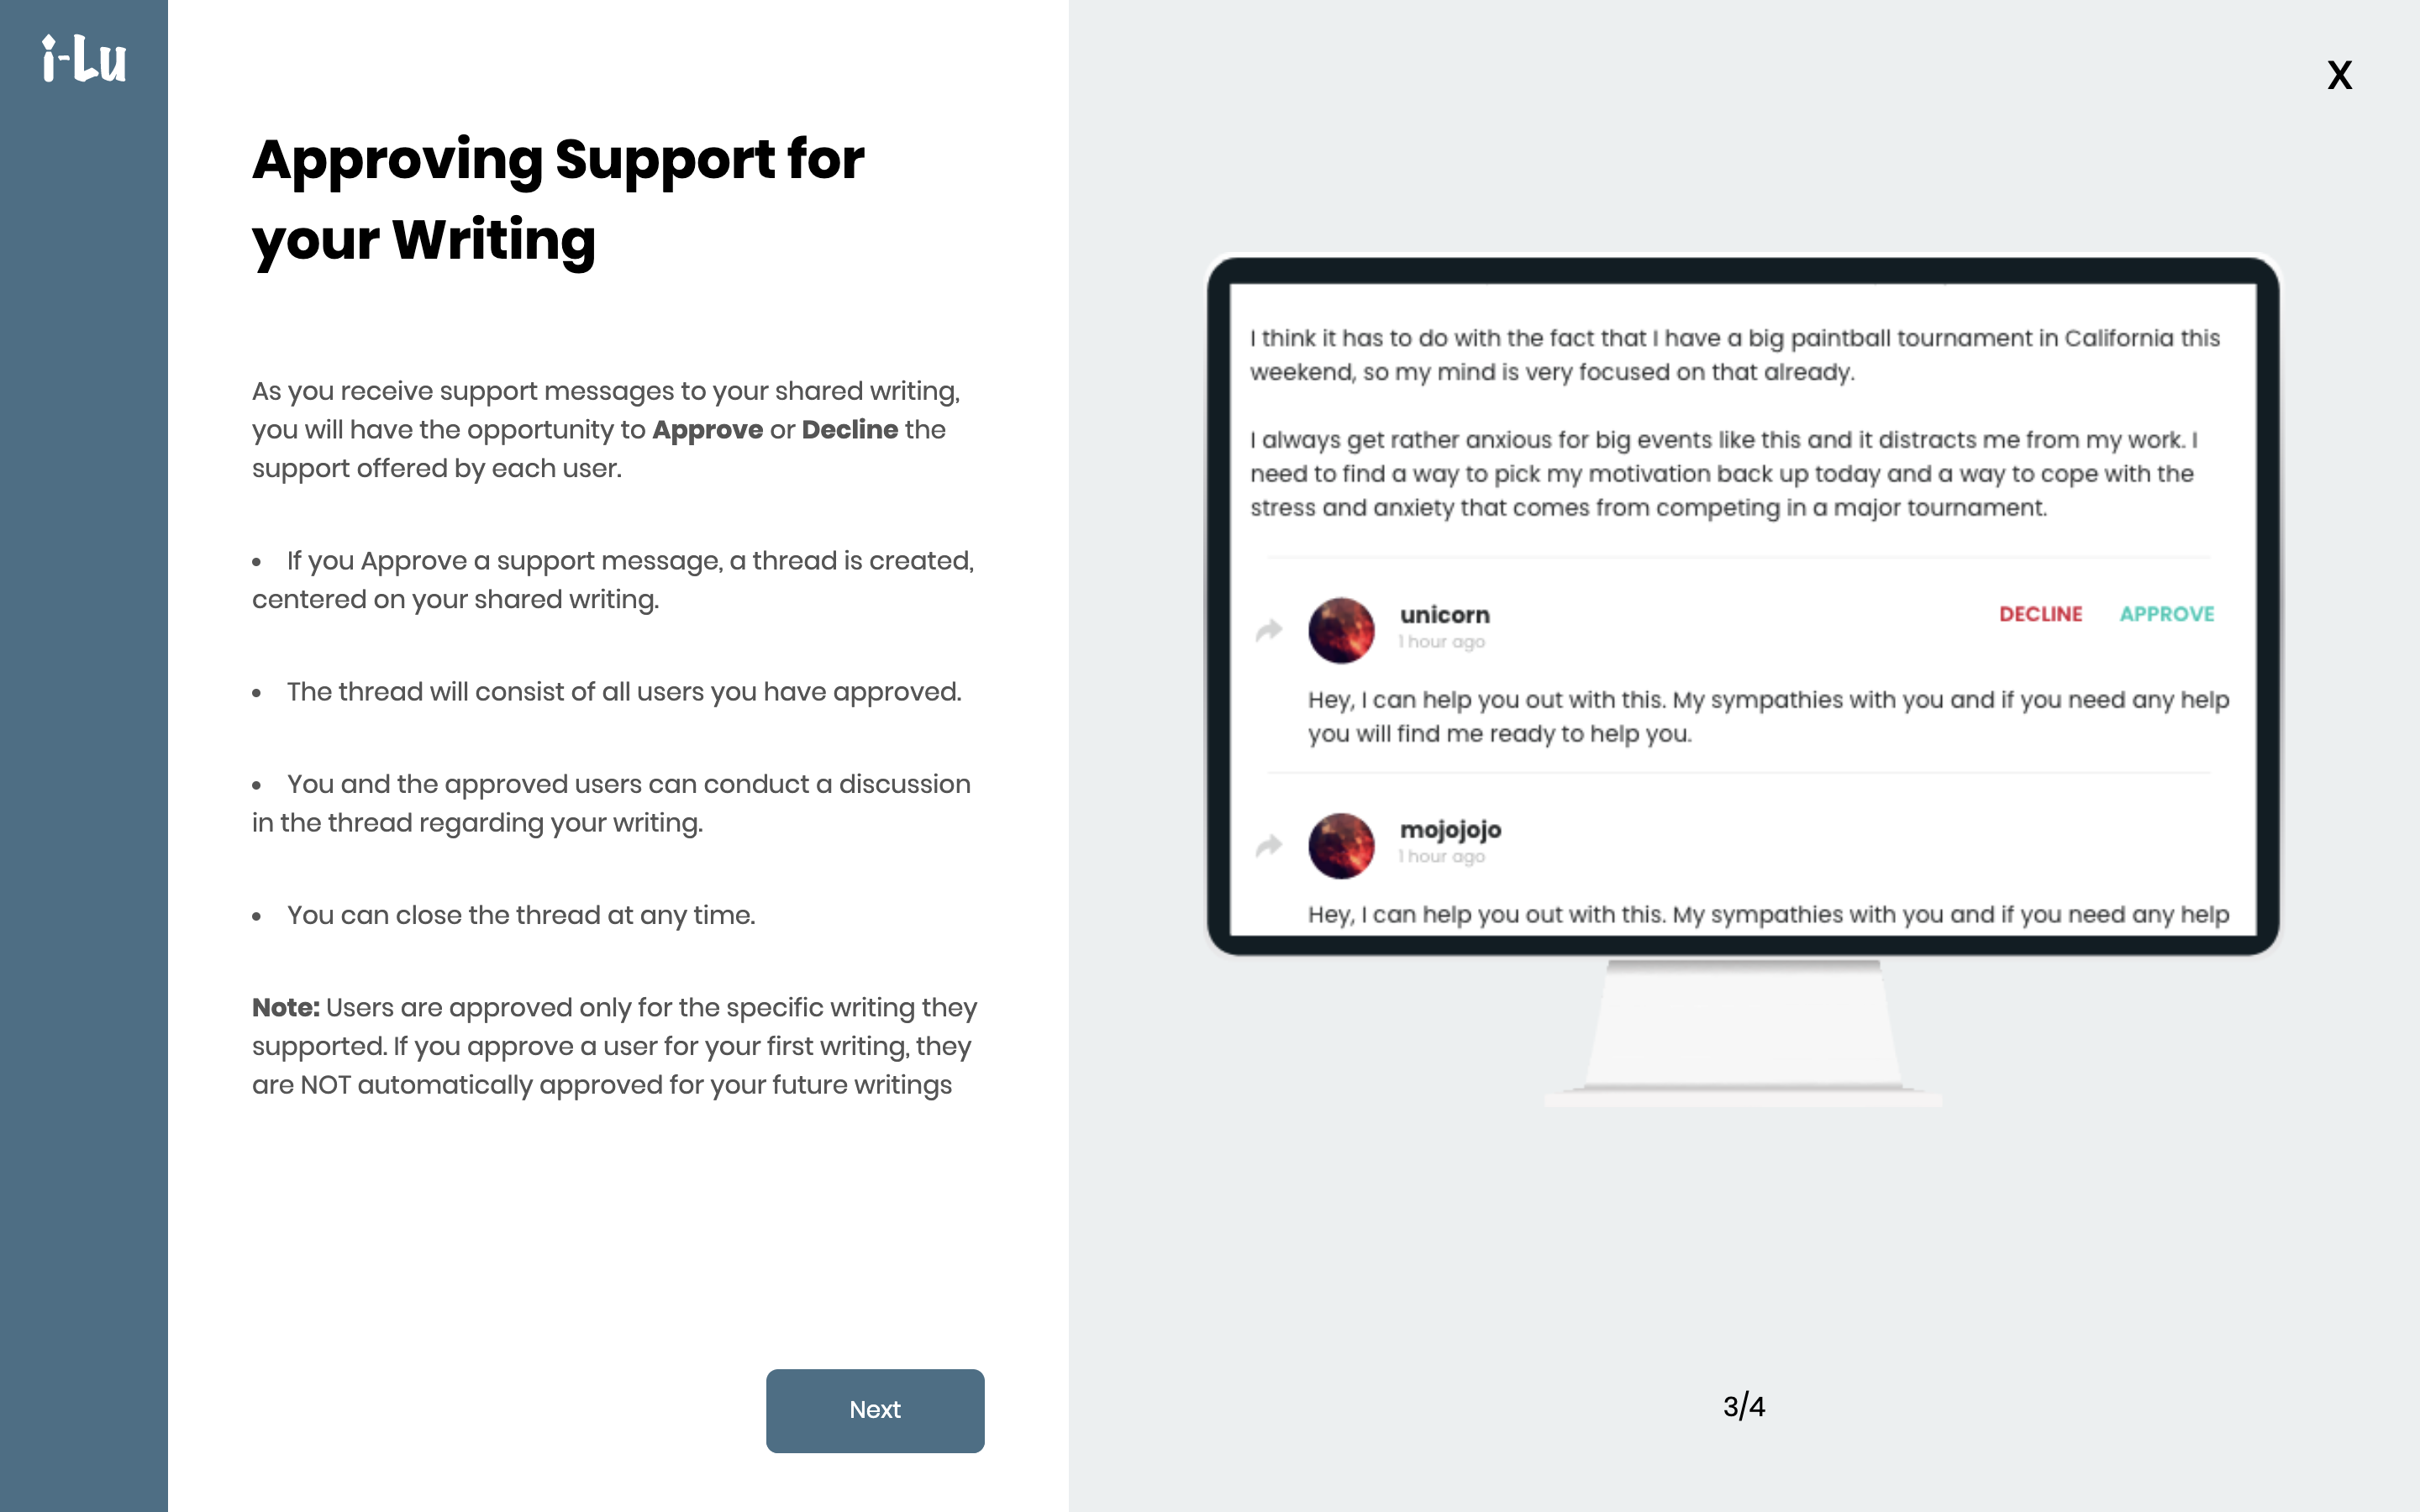 i-Lu
X
Approving Support for
your Writing
As you receive support messages to your shared writing,
you will have the opportunity to Approve or Decline the
support offered by each user.
• If you Approve a support message, a thread is created,
centered on your shared writing.
• The thread will consist of all users you have approved.
• You and the approved users can conduct a discussion
in the thread regarding your writing.
• You can close the thread at any time.
Note: Users are approved only for the specific writing they
supported. If you approve a user for your first writing, they
are NOT automatically approved for your future writings
Next
I think it has to do with the fact that I have a big paintball tournament in California this
weekend, so my mind is very focused on that already.
I always get rather anxious for big events like this and it distracts me from my work. I
need to find a way to pick my motivation back up today and a way to cope with the
stress and anxiety that comes from competing in a major tournament.
unicorn
DECLINE APPROVE
1 hour ago
Hey, I can help you out with this. My sympathies with you and if you need any help
you will find me ready to help you.
mojojojo
1 hour ago
Hey, I can help you out with this. My sympathies with you and if you need any help
3/4